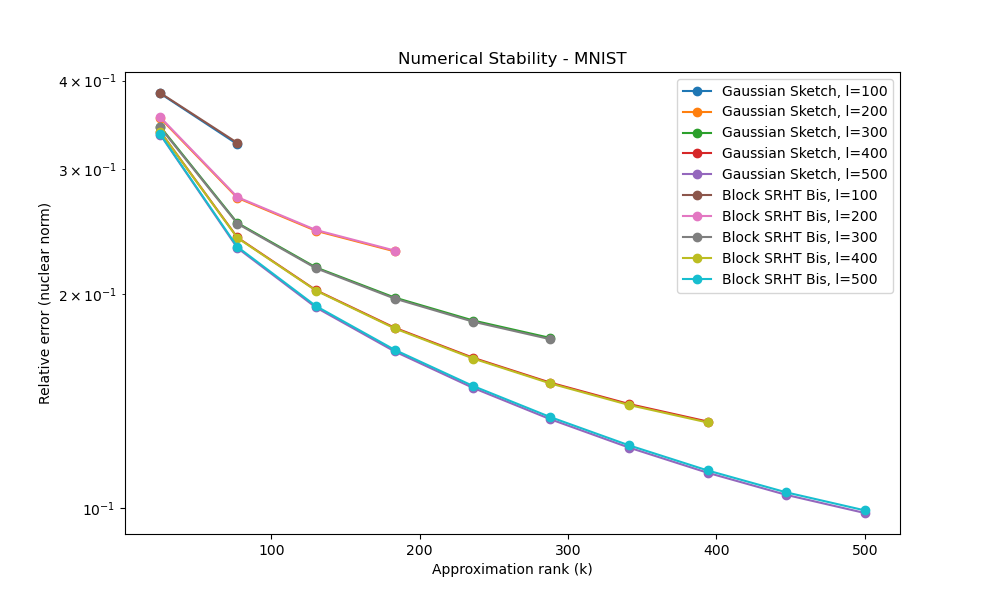 Numerical Stability - MNIST
Relative error (nuclear norm)
4 × 10⁻¹
3 × 10⁻¹
2 × 10⁻¹
10⁻¹
Gaussian Sketch, l=100
Gaussian Sketch, l=200
Gaussian Sketch, l=300
Gaussian Sketch, l=400
Gaussian Sketch, l=500
Block SRHT Bis, l=100
Block SRHT Bis, l=200
Block SRHT Bis, l=300
Block SRHT Bis, l=400
Block SRHT Bis, l=500
100 200 300 400 500
Approximation rank (k)